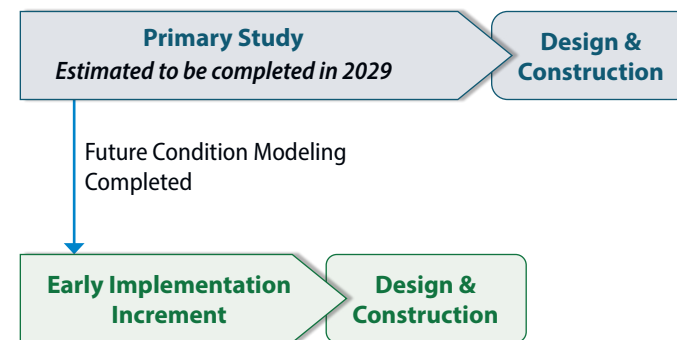 Primary Study
Estimated to be completed in 2029
Design &
Construction
Future Condition Modeling
Completed
Early Implementation
Increment
Design &
Construction